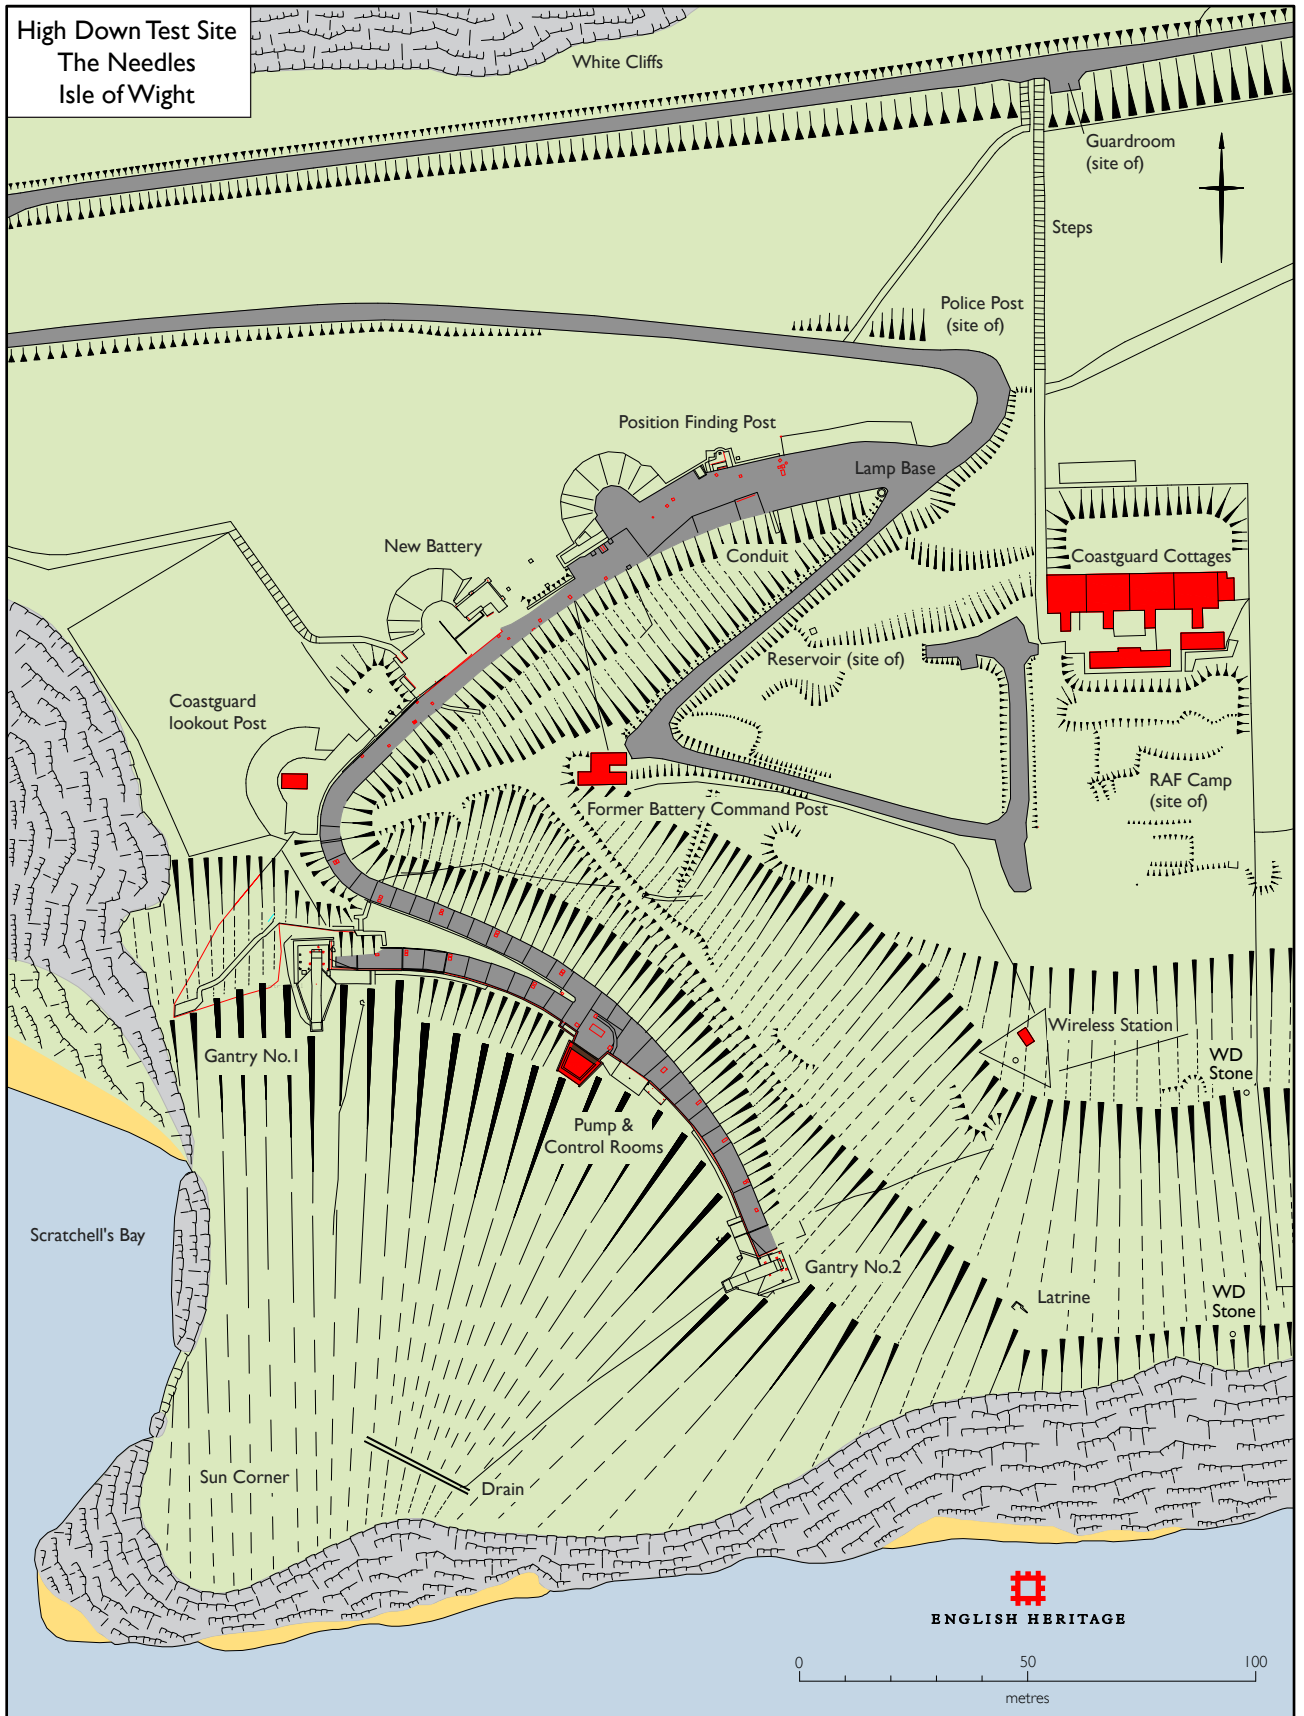 High Down Test Site
The Needles
Isle of Wight
White Cliffs
Guardroom
(site of)
Steps
Police Post
(site of)
Position Finding Post
Lamp Base
New Battery
Conduit
Coastguard Cottages
Reservoir (site of)
Coastguard
lookout Post
RAF Camp
(site of)
Former Battery Command Post
Wireless Station
Gantry No.1
WD
Stone
Pump &
Control Rooms
Scratchell's Bay
Gantry No.2
Latrine
WD
Stone
Sun Corner
Drain
ENGLISH HERITAGE
0 50 100
metres